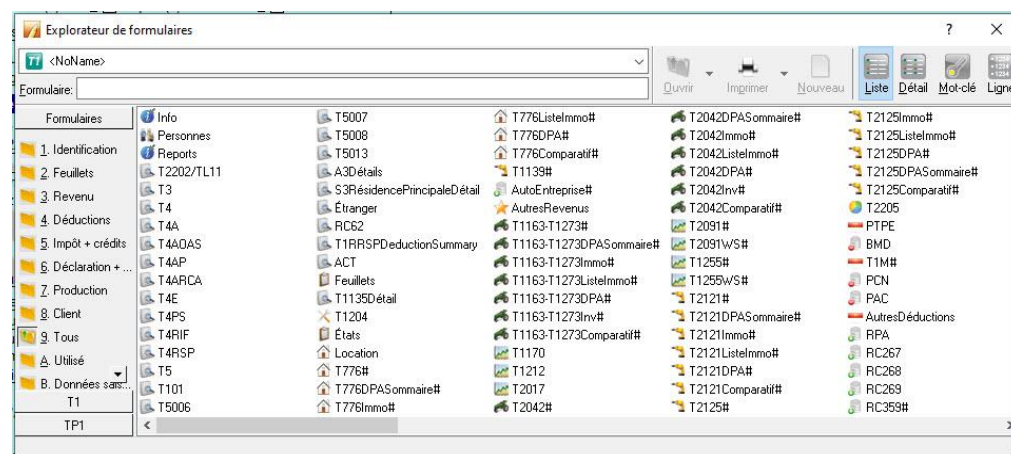 Explorateur de formulaires
?
T1 <NoName>
Formulaire:
Ouvrir
Imprimer
Nouveau
Liste
Détail
Mot-clé
Ligne
Formulaires
1. Identification
2. Feuillets
3. Revenu
4. Déductions
5. Impôt + crédits
6. Déclaration + ...
7. Production
8. Client
9. Tous
A. Utilisé
B. Données sais...
T1
TP1
Info
Personnes
Reports
T2202/TL11
T3
T4
T4A
T4AOAS
T4AP
T4ARCA
T4E
T4PS
T4RIF
T4RSP
T5
T101
T5006
T5007
T5008
T5013
A3Détails
S3RésidencePrincipaleDétail
Étranger
RC62
T1RRSPDeductionSummary
ACT
Feuillets
T1135Détail
T1204
États
Location
T776#
T776DPASommaire#
T776Immo#
T776ListeImmo#
T776DPA#
T776Comparatif#
T1139#
AutoEntreprise#
AutresRevenus
T1163-T1273#
T1163-T1273DPASommaire#
T1163-T1273Immo#
T1163-T1273ListeImmo#
T1163-T1273DPA#
T1163-T1273Inv#
T1163-T1273Comparatif#
T1170
T1212
T2017
T2042#
T2042DPASommaire#
T2042Immo#
T2042ListeImmo#
T2042DPA#
T2042Inv#
T2042Comparatif#
T2091#
T2091WS#
T1255#
T1255WS#
T2121#
T2121DPASommaire#
T2121Immo#
T2121ListeImmo#
T2121DPA#
T2121Comparatif#
T2125#
T2125Immo#
T2125ListeImmo#
T2125DPA#
T2125DPASommaire#
T2125Comparatif#
T2205
PTPE
BMD
T1M#
PCN
PAC
AutresDéductions
RPA
RC267
RC268
RC269
RC359#